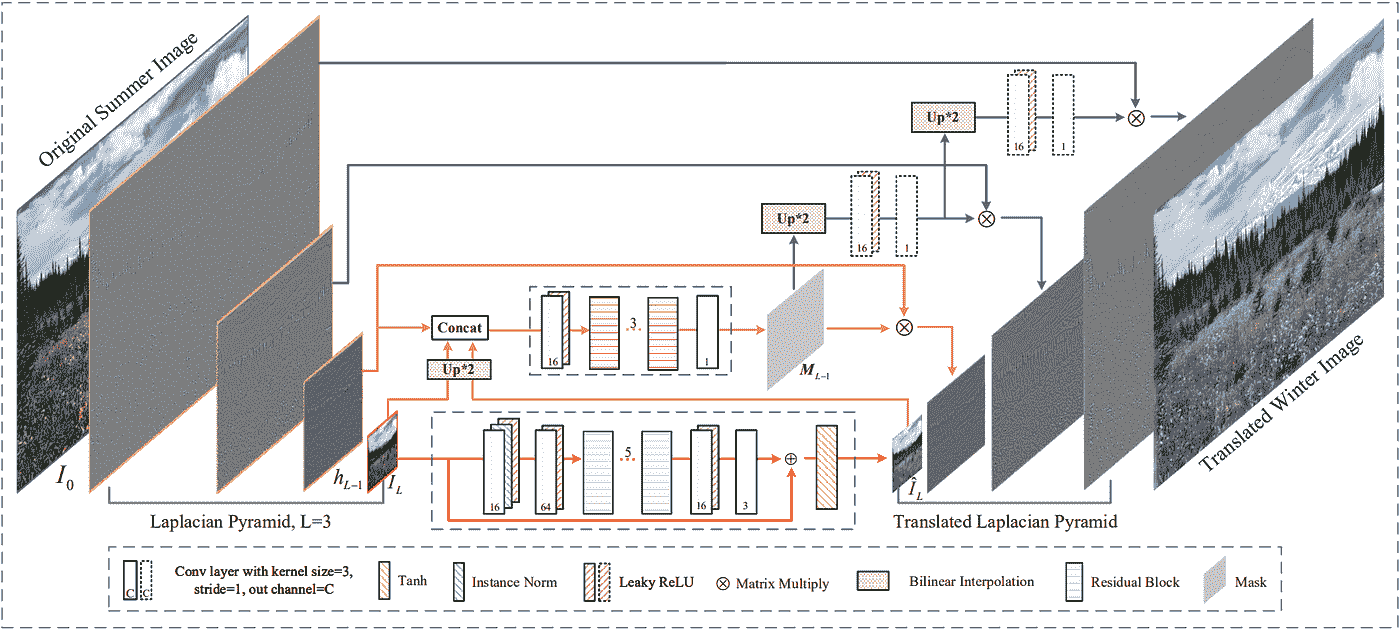 Original Summer Image
Up*2
16
1
Up*2
16
1
Concat
Up*2
16
3
1
M_{L-1}
I_0
h_{L-1}
I_L
16
64
5
16
3
Î_L
Translated Winter Image
Laplacian Pyramid, L=3
Translated Laplacian Pyramid
C
C
Conv layer with kernel size=3,
stride=1, out channel=C
Tanh
Instance Norm
Leaky ReLU
Matrix Multiply
Bilinear Interpolation
Residual Block
Mask